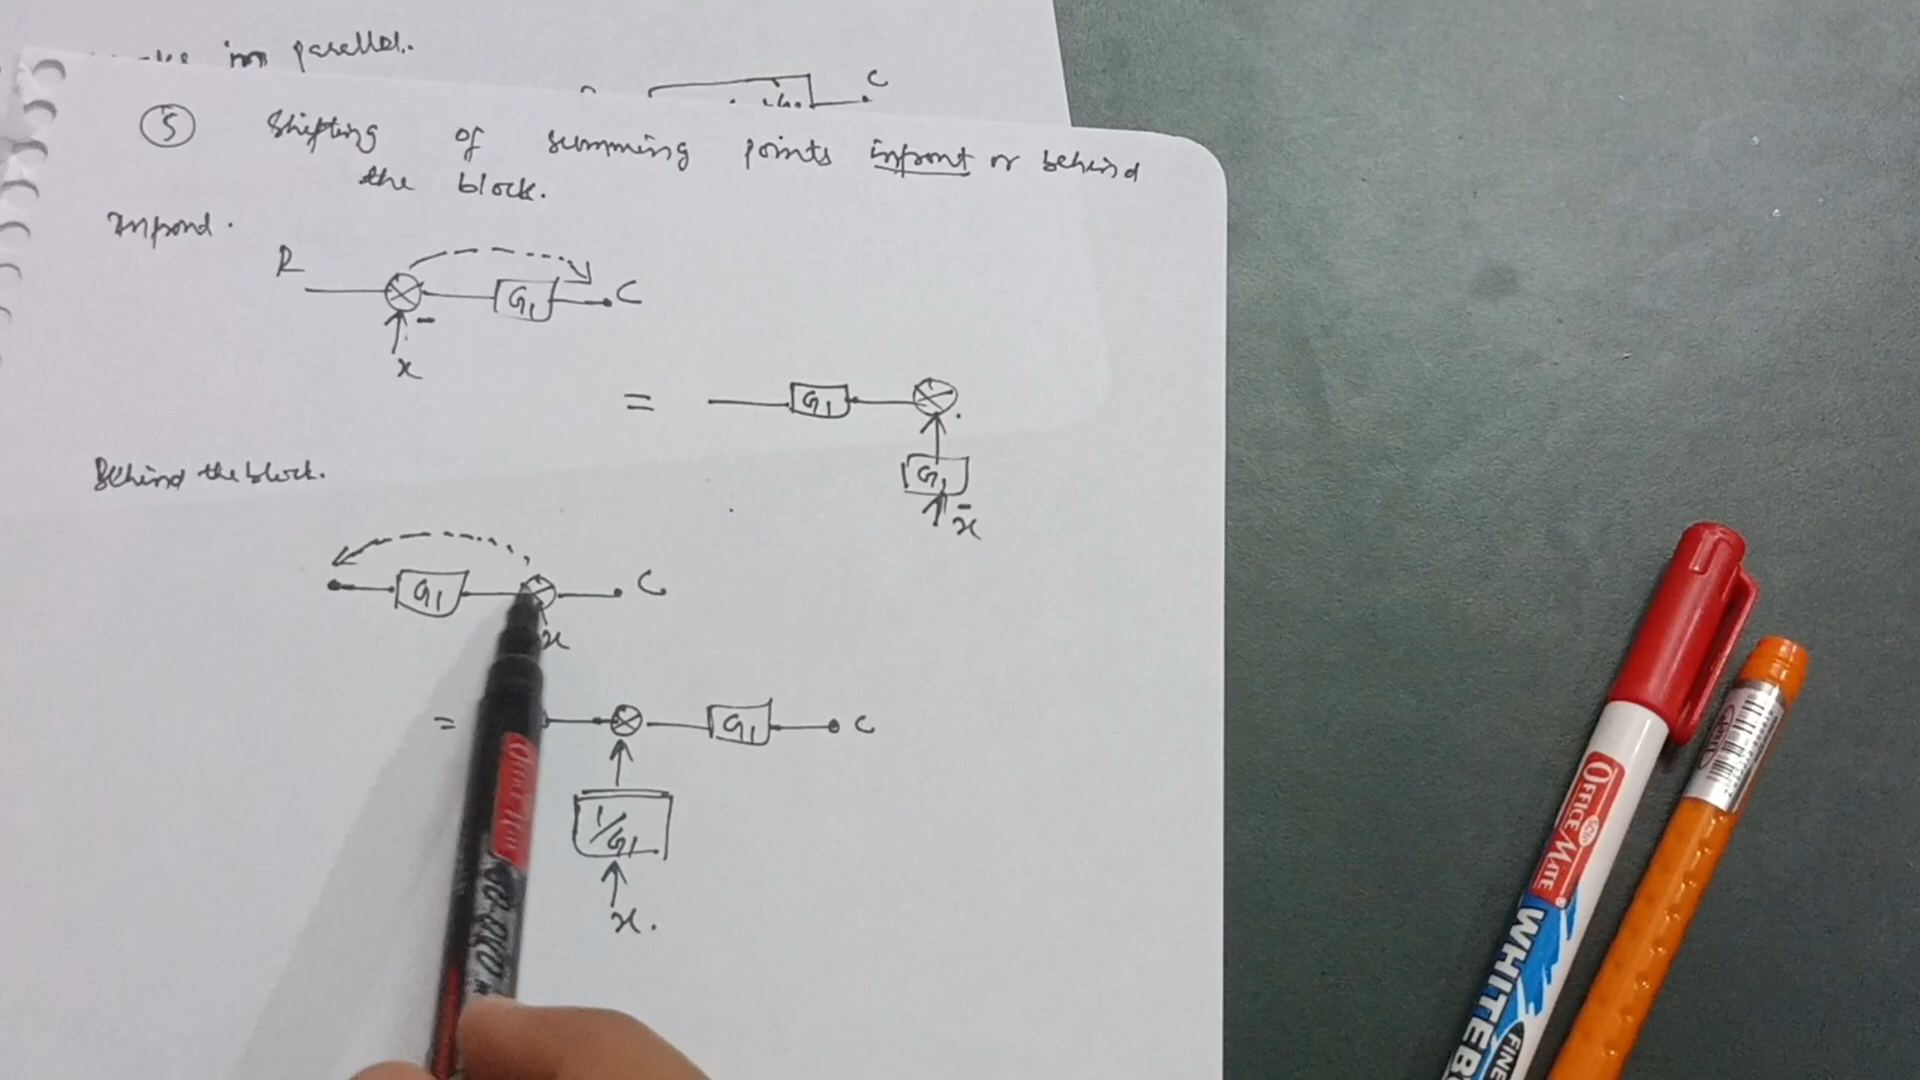 in parallel.
C
5 Shifting of summing points infront or behind
the block.
Infrond.
R
G1 C
-
x
= G1
G1
-x
Behind the block.
G1 C
x
= G1 C
1/G1
x.
OFFICE MATE
WHITEB
FINE